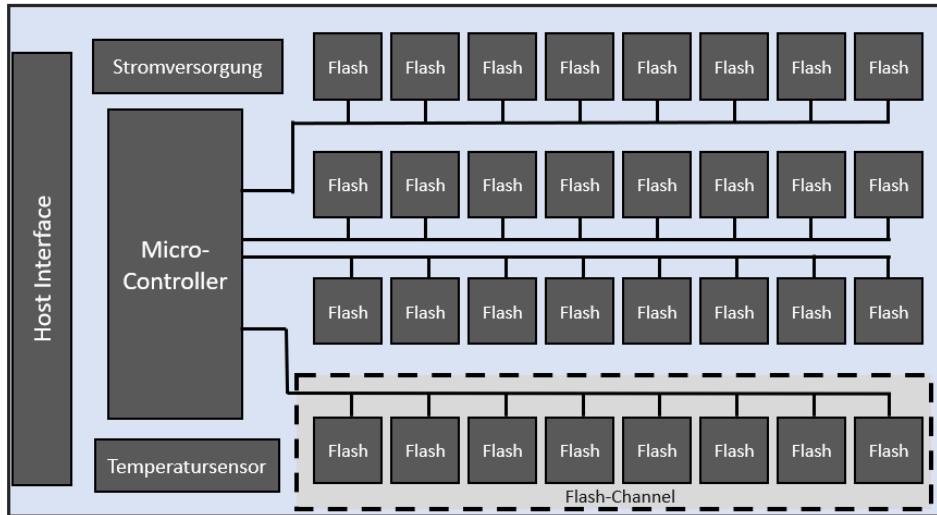 Host Interface
Stromversorgung
Micro-
Controller
Temperatursensor
Flash Flash Flash Flash Flash Flash Flash Flash
Flash Flash Flash Flash Flash Flash Flash Flash
Flash Flash Flash Flash Flash Flash Flash Flash
Flash Flash Flash Flash Flash Flash Flash Flash
Flash-Channel